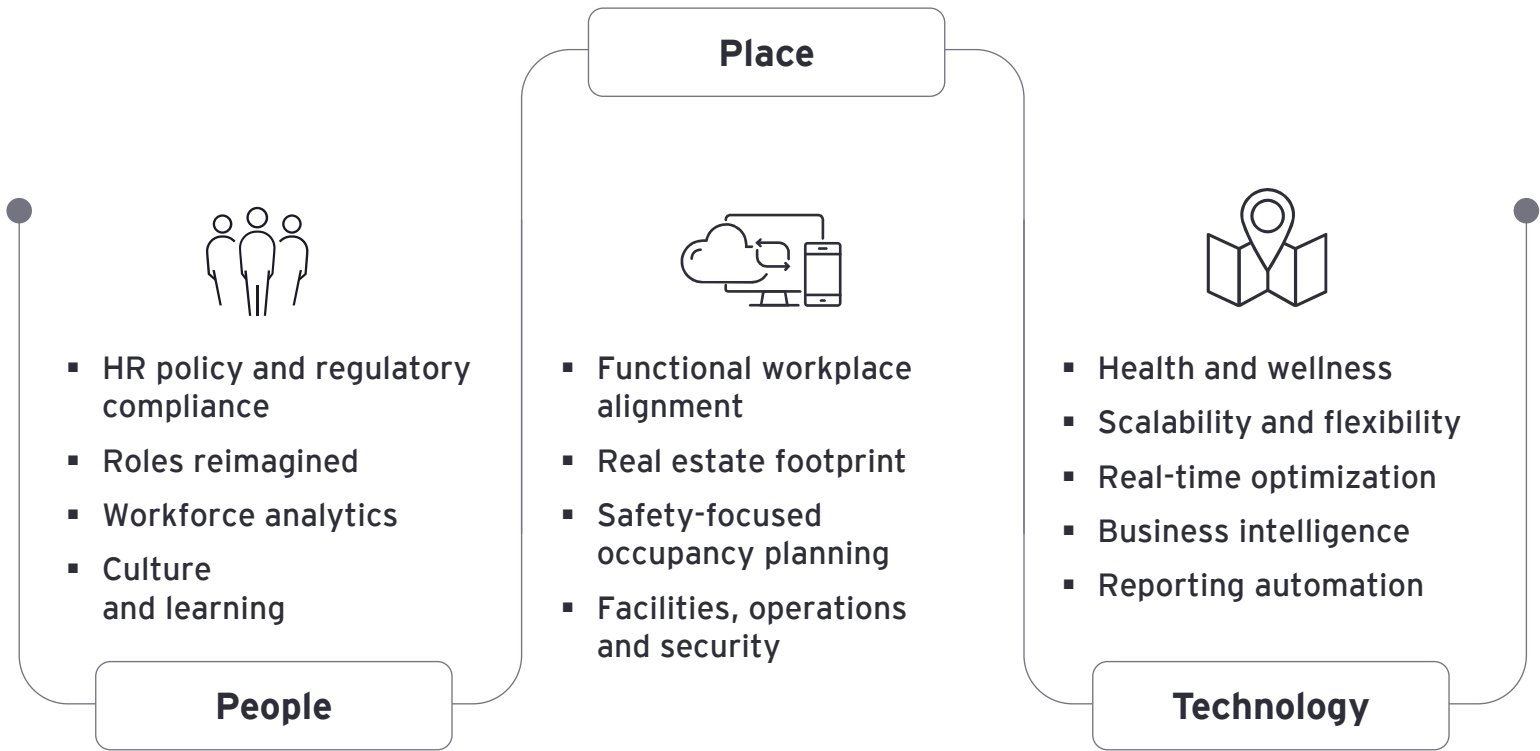 Place
HR policy and regulatory
compliance
Roles reimagined
Workforce analytics
Culture
and learning
People
Functional workplace
alignment
Real estate footprint
Safety-focused
occupancy planning
Facilities, operations
and security
Health and wellness
Scalability and flexibility
Real-time optimization
Business intelligence
Reporting automation
Technology